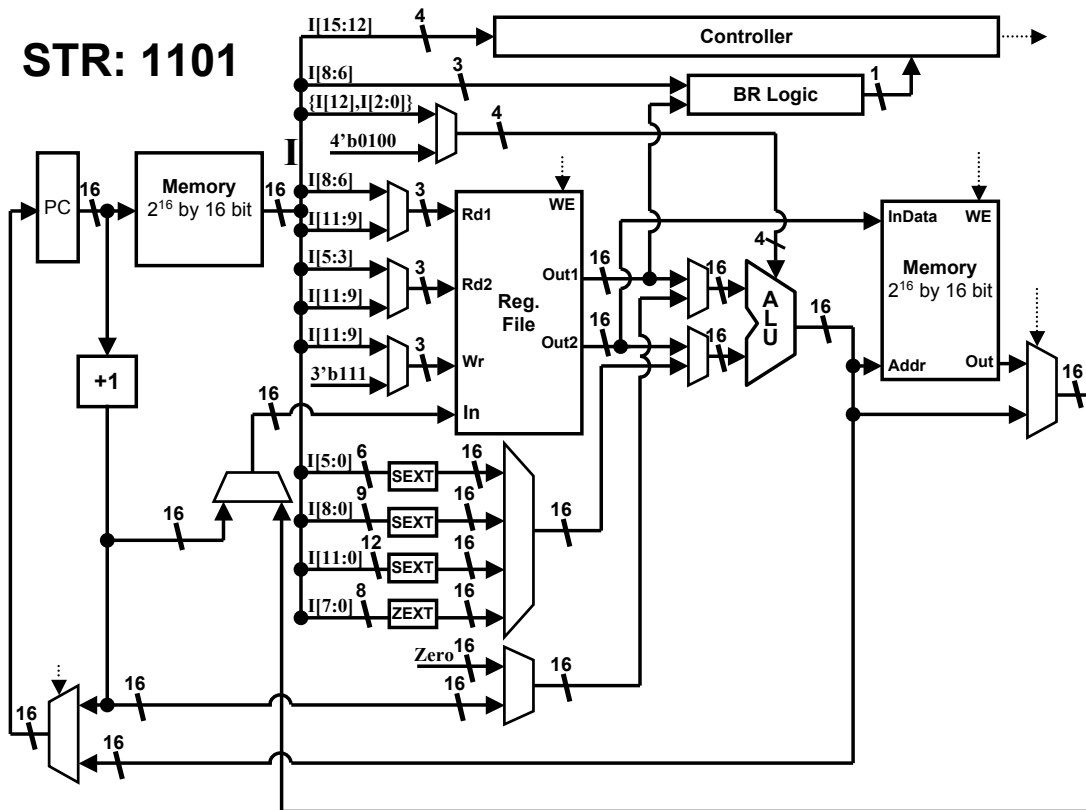 STR: 1101
I[15:12]
4
Controller
I[8:6]
3
BR Logic
1
{I[12],I[2:0]}
4
4'b0100
I
PC
16
Memory
2^16 by 16 bit
16
I[8:6]
3
Rd1
I[11:9]
WE
I[5:3]
3
Rd2
I[11:9]
Reg.
File
Out1
16
Out2
16
I[11:9]
3
Wr
3'b111
16
In
16
16
4
ALU
16
InData
WE
Memory
2^16 by 16 bit
Addr
Out
16
+1
I[5:0]
6
SEXT
16
I[8:0]
9
SEXT
16
16
16
I[11:0]
12
SEXT
16
I[7:0]
8
ZEXT
16
Zero
16
16
16
16
16
16